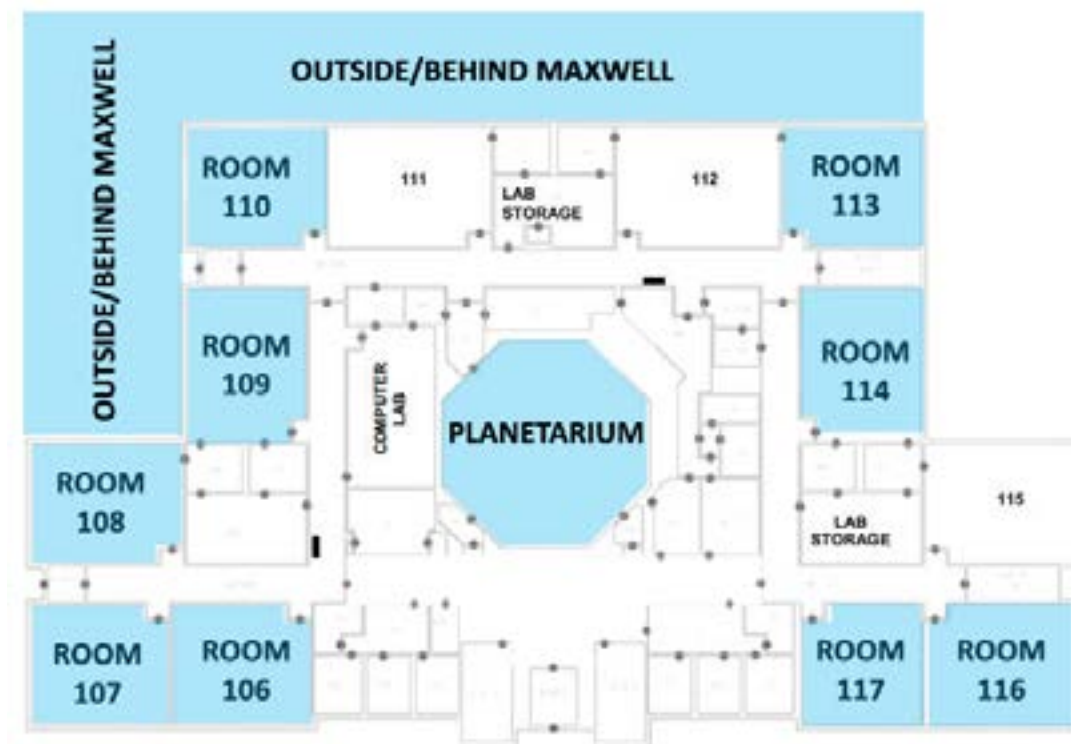 OUTSIDE/BEHIND MAXWELL
OUTSIDE/BEHIND MAXWELL
ROOM
110
111
LAB
STORAGE
112
ROOM
113
ROOM
109
COMPUTER
LAB
PLANETARIUM
ROOM
114
ROOM
108
LAB
STORAGE
115
ROOM
107
ROOM
106
ROOM
117
ROOM
116